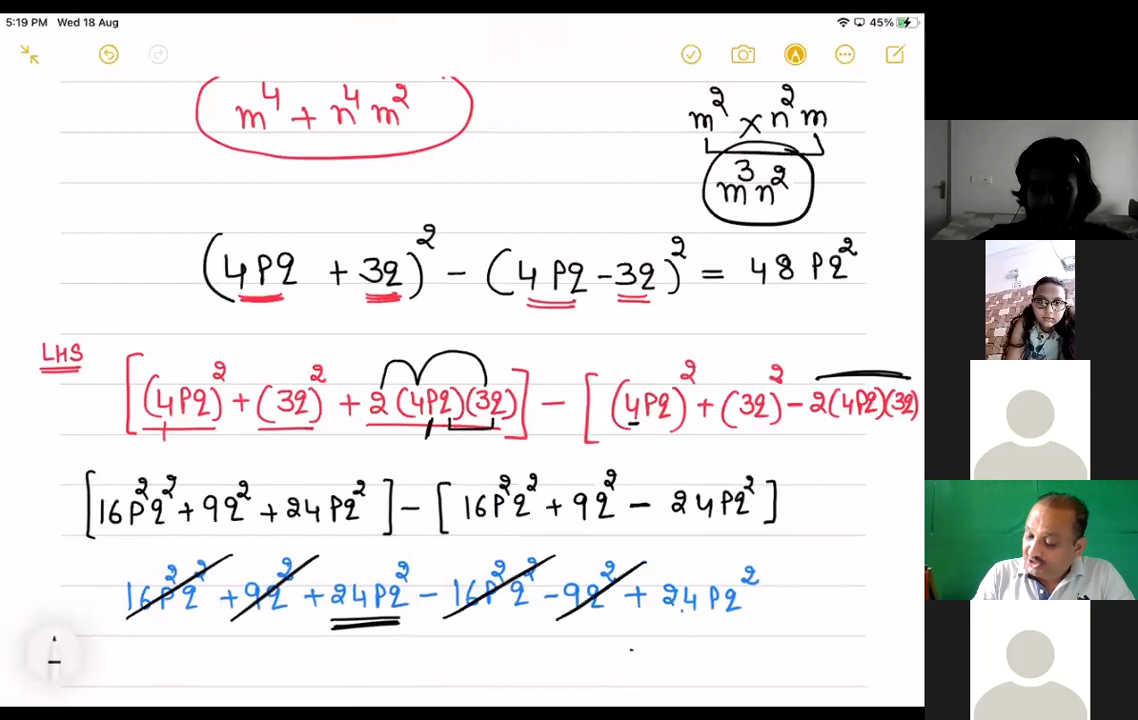 5:19 PM Wed 18 Aug 45%
m⁴ + n⁴m²
m² × n²m
m³n²
(4pq + 3q)² - (4pq - 3q)² = 48 pq²
LHS
[(4pq)² + (3q)² + 2(4pq)(3q)] - [(4pq)² + (3q)² - 2(4pq)(3q)
[16p²q² + 9q² + 24pq²] - [16p²q² + 9q² - 24pq²]
16p²q² + 9q² + 24pq² - 16p²q² - 9q² + 24pq²